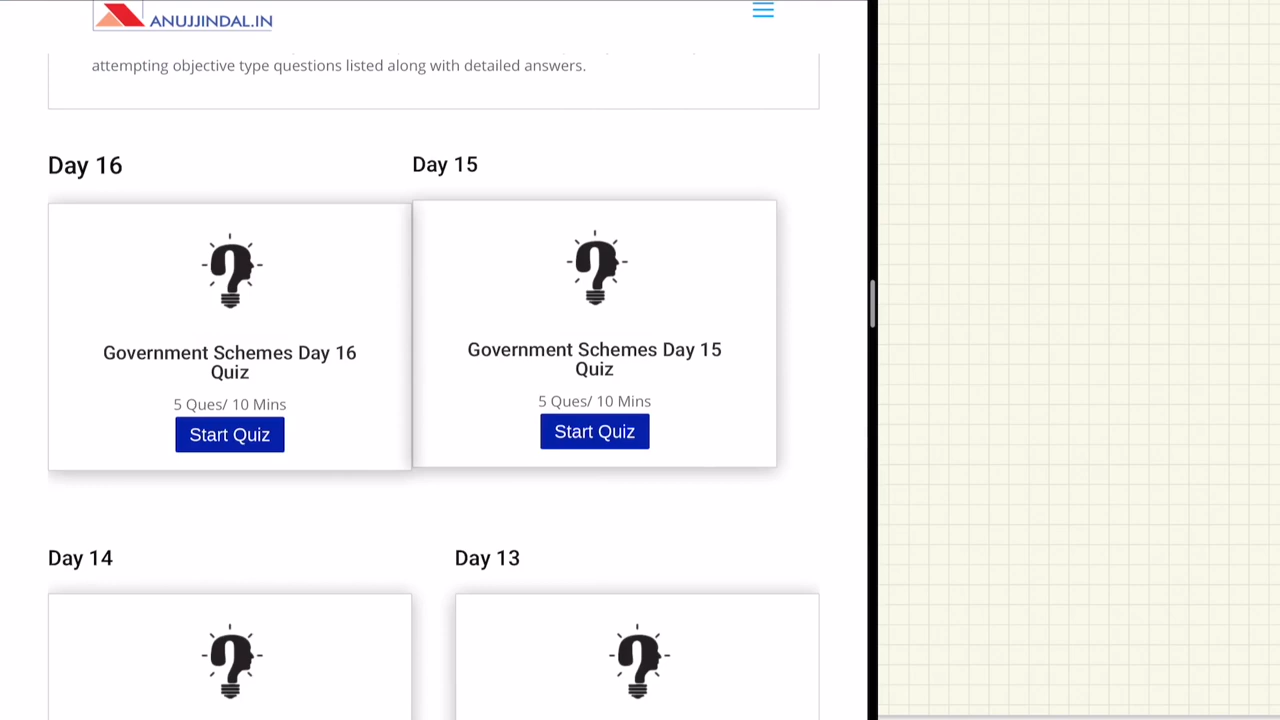 ANUJJINDAL.IN
attempting objective type questions listed along with detailed answers.
Day 16
Day 15
Government Schemes Day 16
Quiz
5 Ques/ 10 Mins
Start Quiz
Government Schemes Day 15
Quiz
5 Ques/ 10 Mins
Start Quiz
Day 14
Day 13